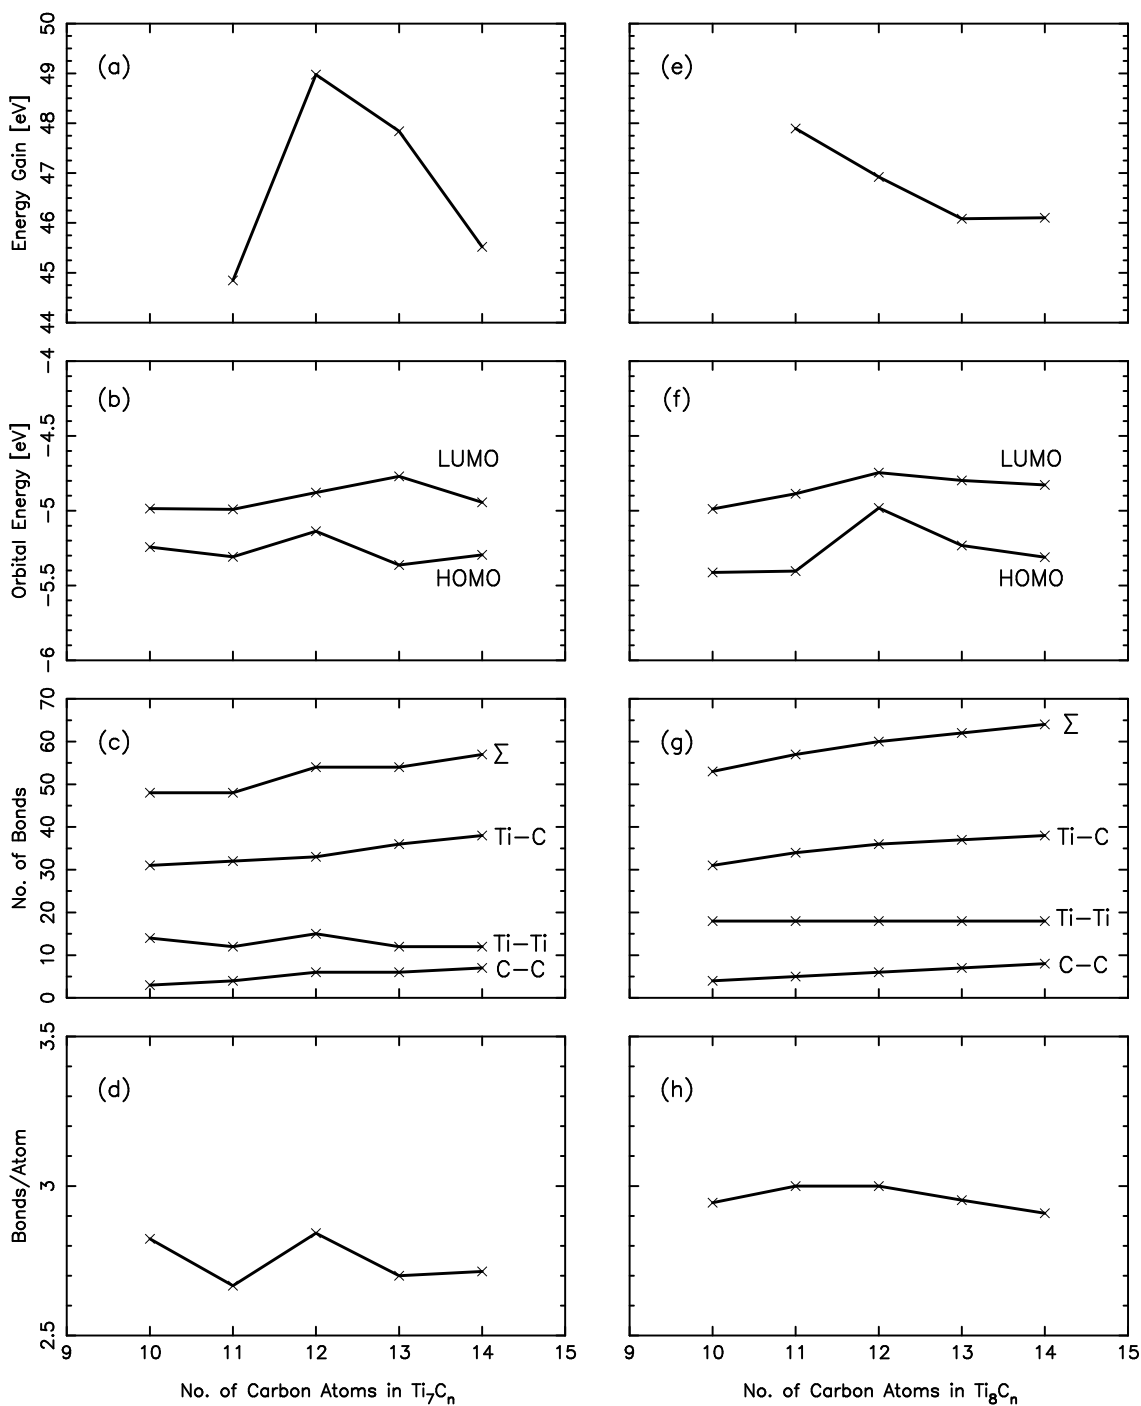 50
49
48
47
46
45
44
Energy Gain [eV]
(a)
(e)
−4
−4.5
−5
−5.5
−6
Orbital Energy [eV]
(b)
LUMO
HOMO
(f)
LUMO
HOMO
70
60
50
40
30
20
10
0
No. of Bonds
(c)
Σ
Ti−C
Ti−Ti
C−C
(g)
Σ
Ti−C
Ti−Ti
C−C
3.5
3
2.5
Bonds/Atom
(d)
(h)
9 10 11 12 13 14 15
9 10 11 12 13 14 15
No. of Carbon Atoms in Ti₇Cₙ
No. of Carbon Atoms in Ti₈Cₙ